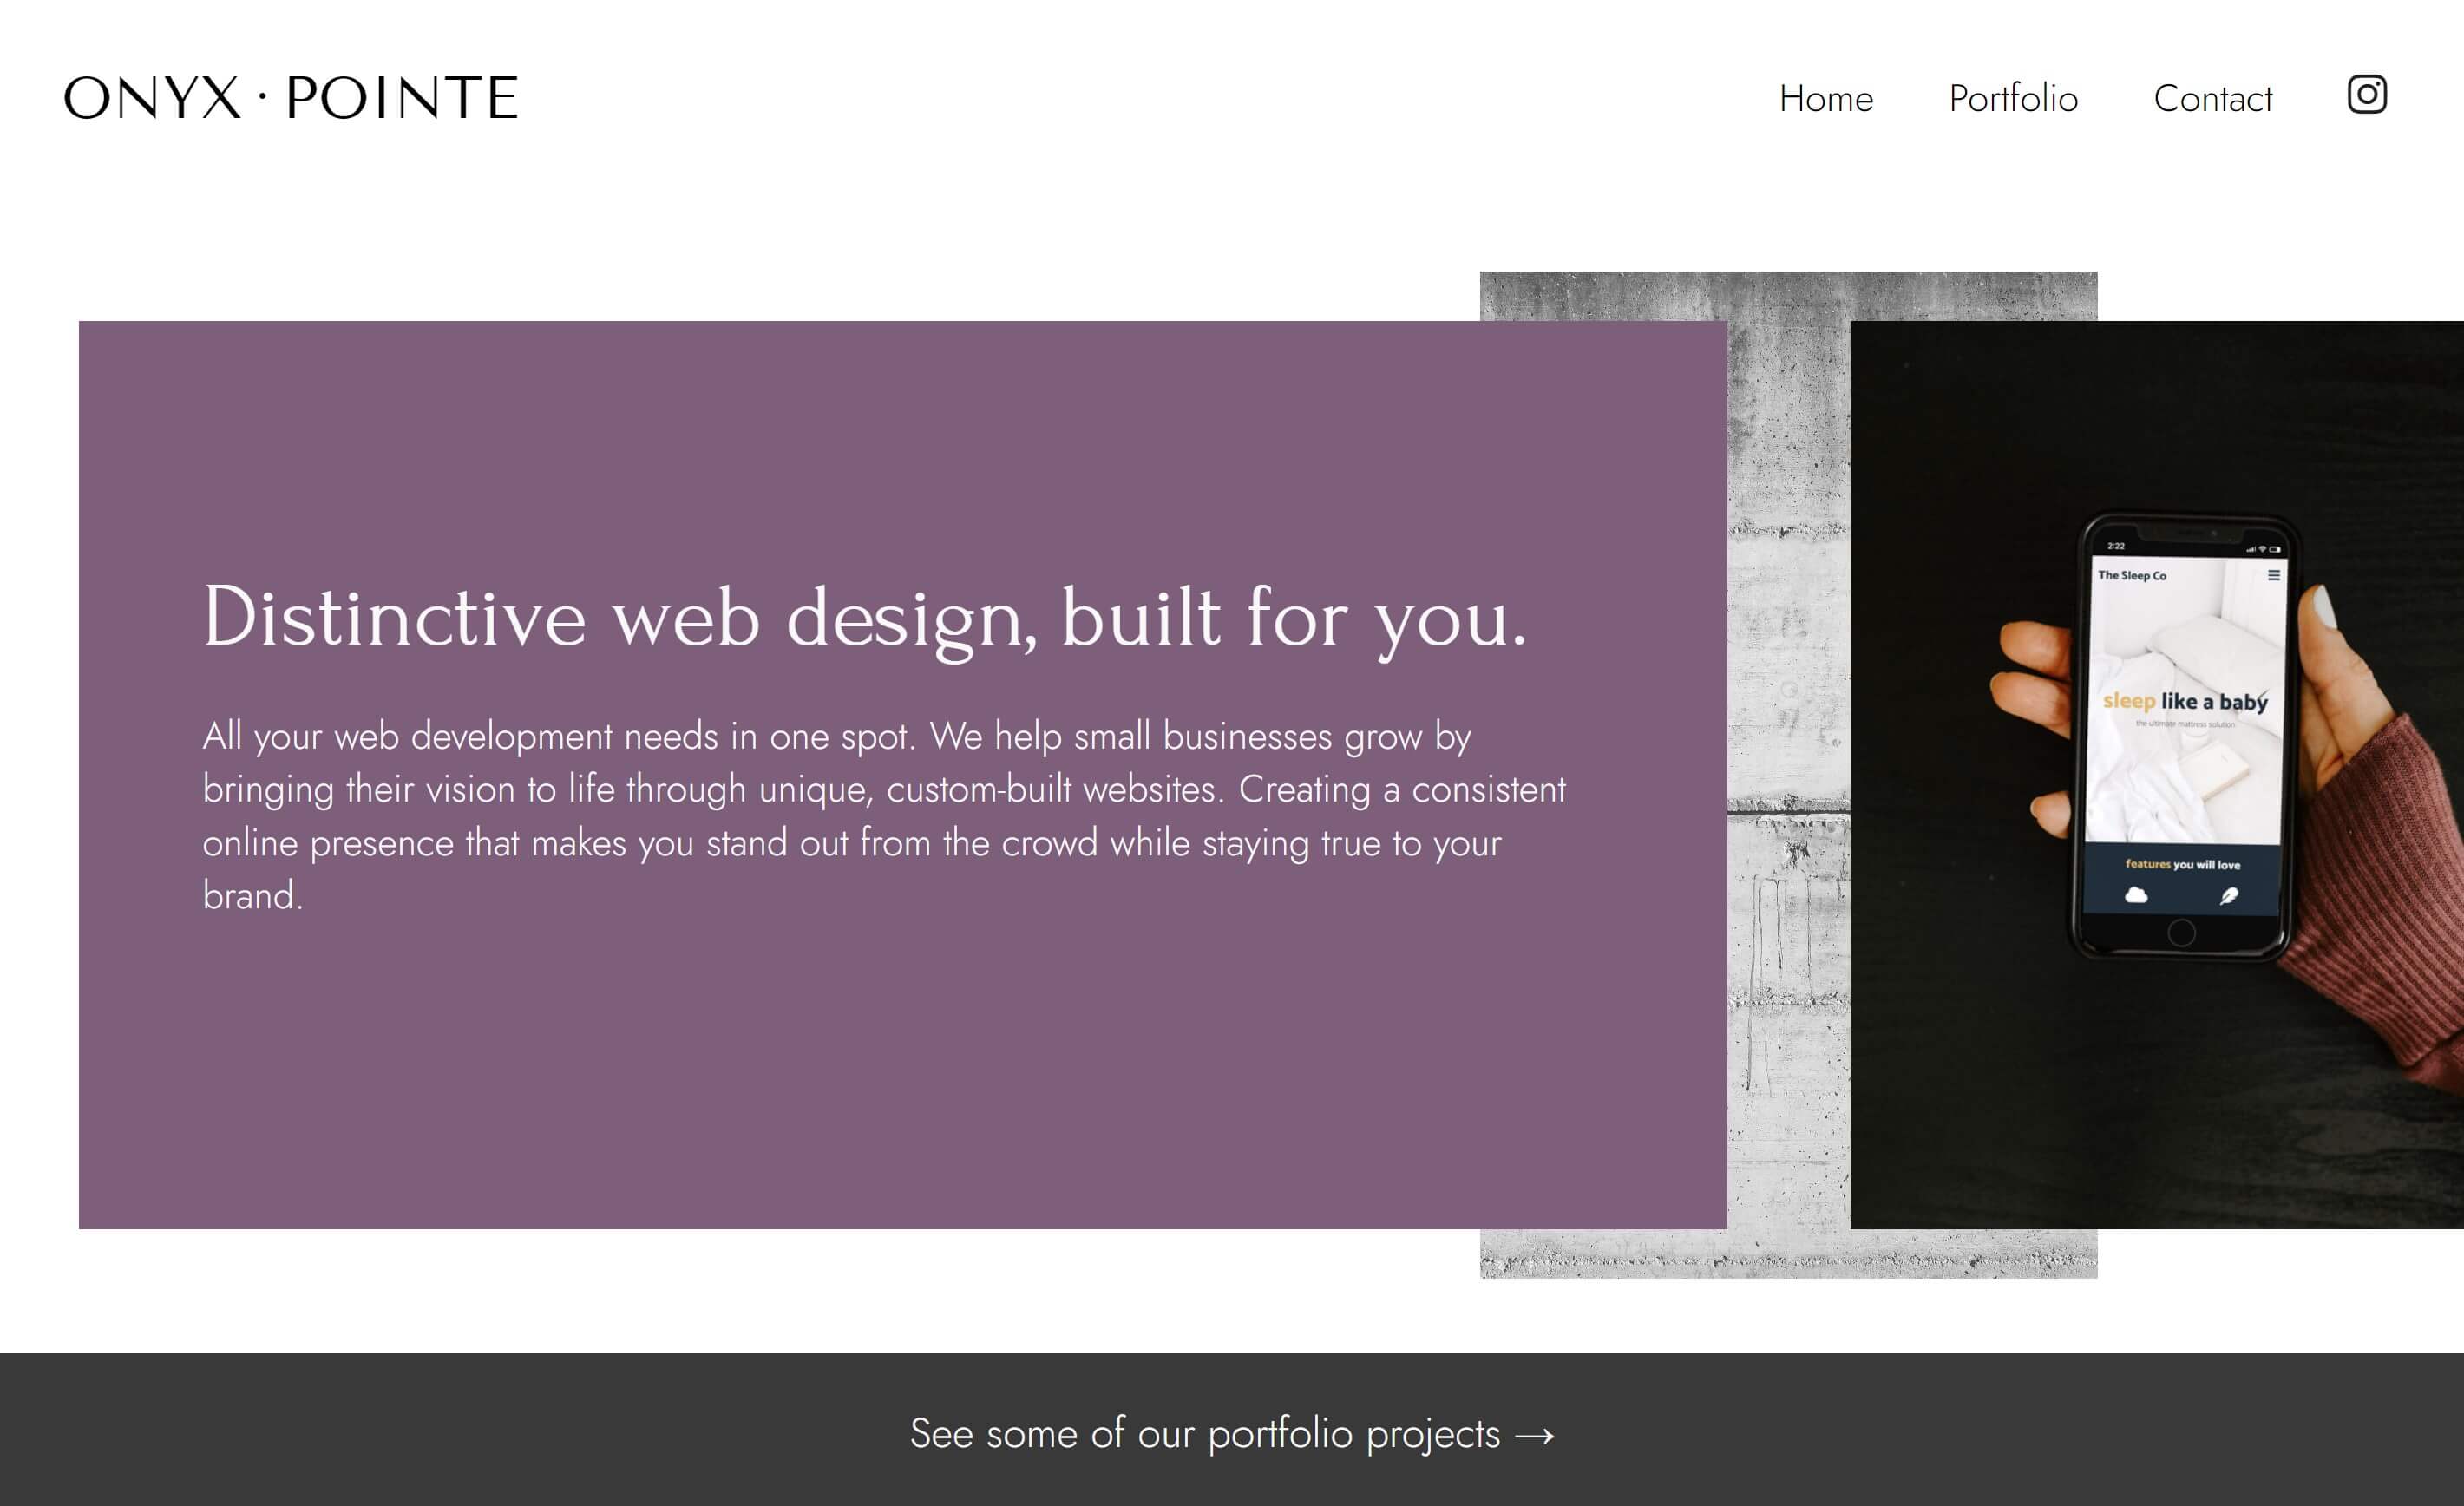 ONYX · POINTE
Home Portfolio Contact
Distinctive web design, built for you.
All your web development needs in one spot. We help small businesses grow by
bringing their vision to life through unique, custom-built websites. Creating a consistent
online presence that makes you stand out from the crowd while staying true to your
brand.
2:22
The Sleep Co
sleep like a baby
the ultimate mattress solution
features you will love
See some of our portfolio projects →